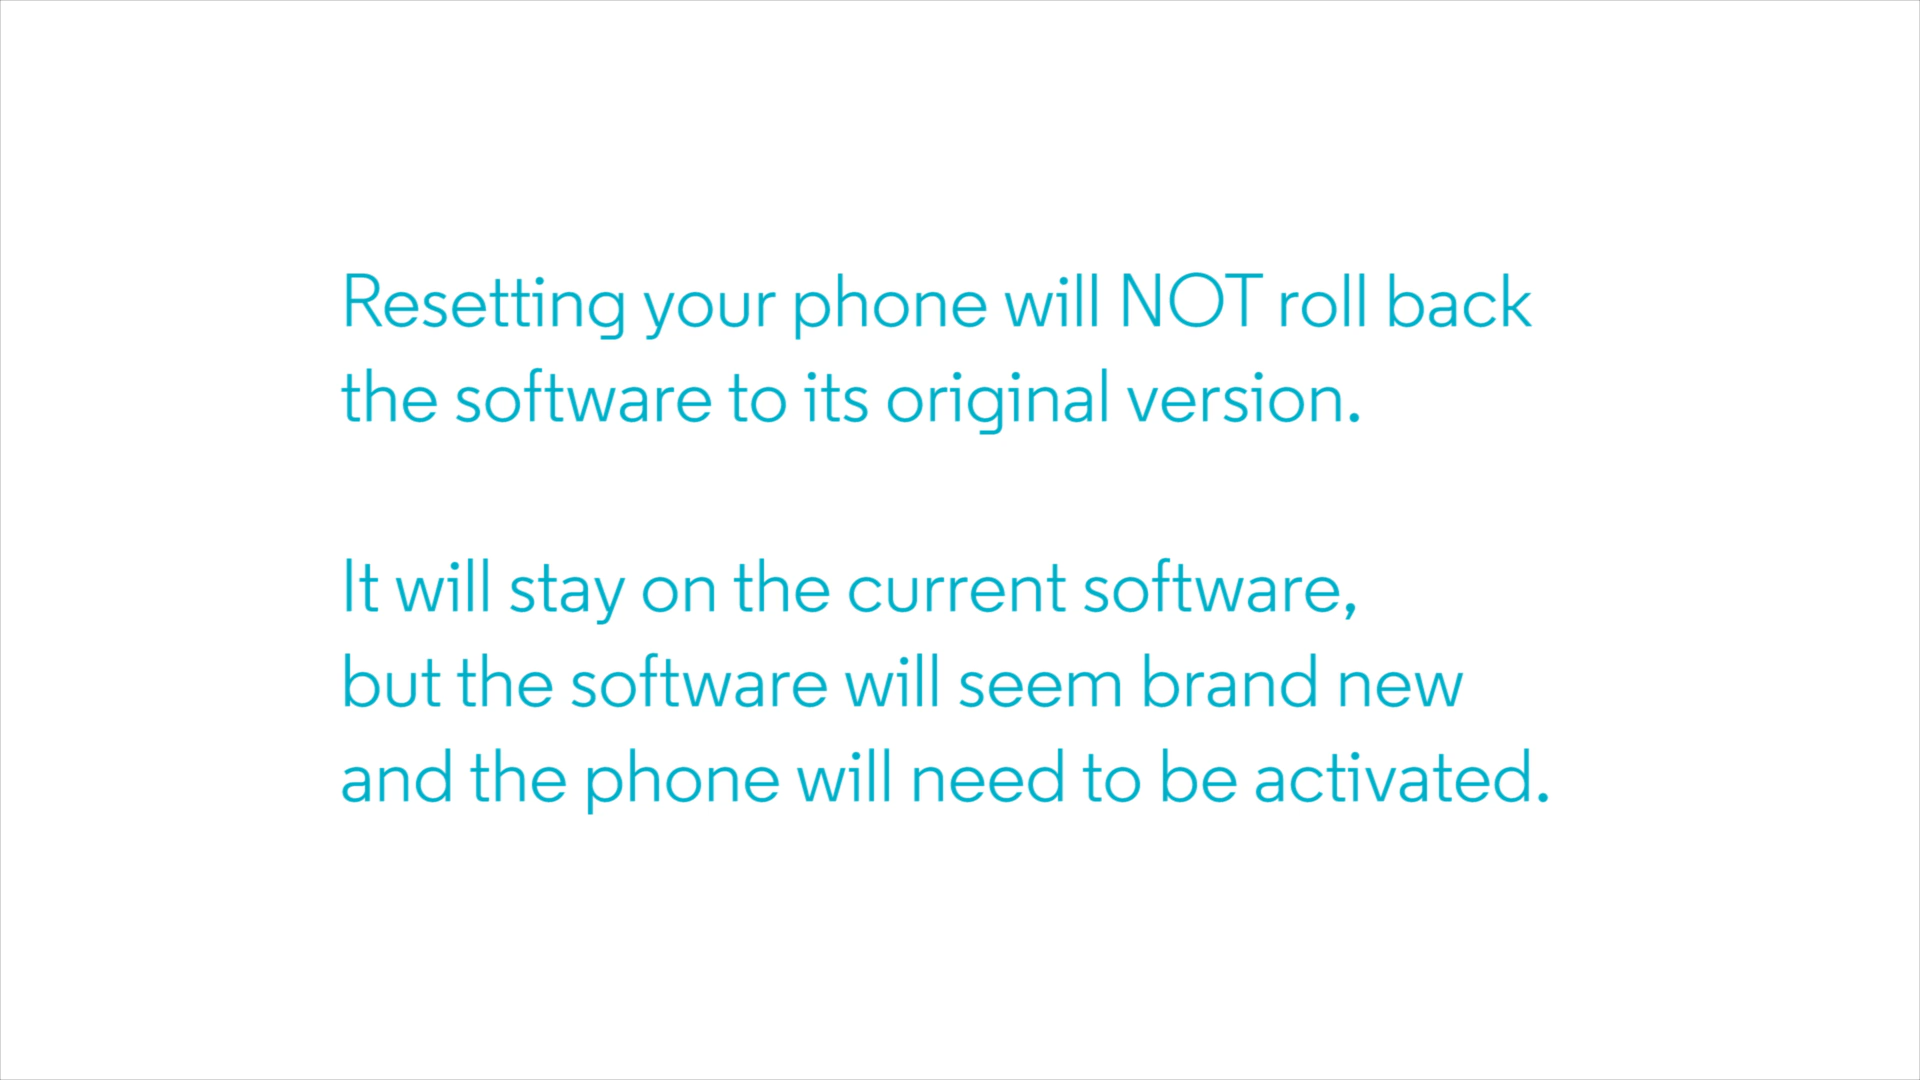 Resetting your phone will NOT roll back
the software to its original version.
It will stay on the current software,
but the software will seem brand new
and the phone will need to be activated.